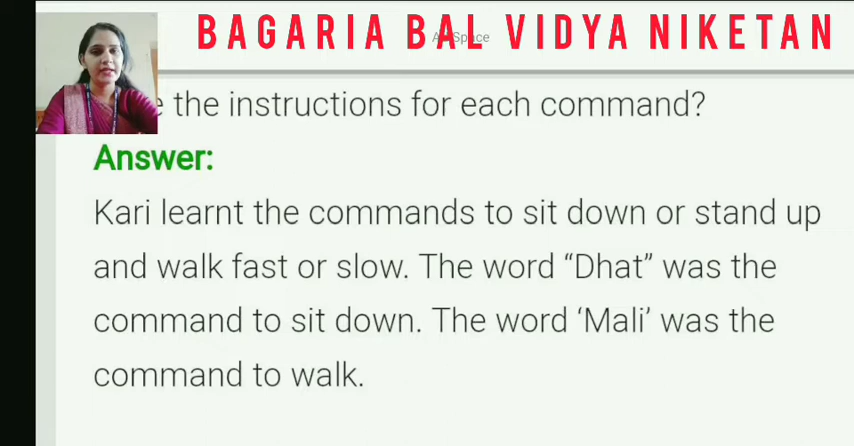 BAGARIA BAL VIDYA NIKETAN
the instructions for each command?
Answer:
Kari learnt the commands to sit down or stand up
and walk fast or slow. The word “Dhat” was the
command to sit down. The word ‘Mali’ was the
command to walk.